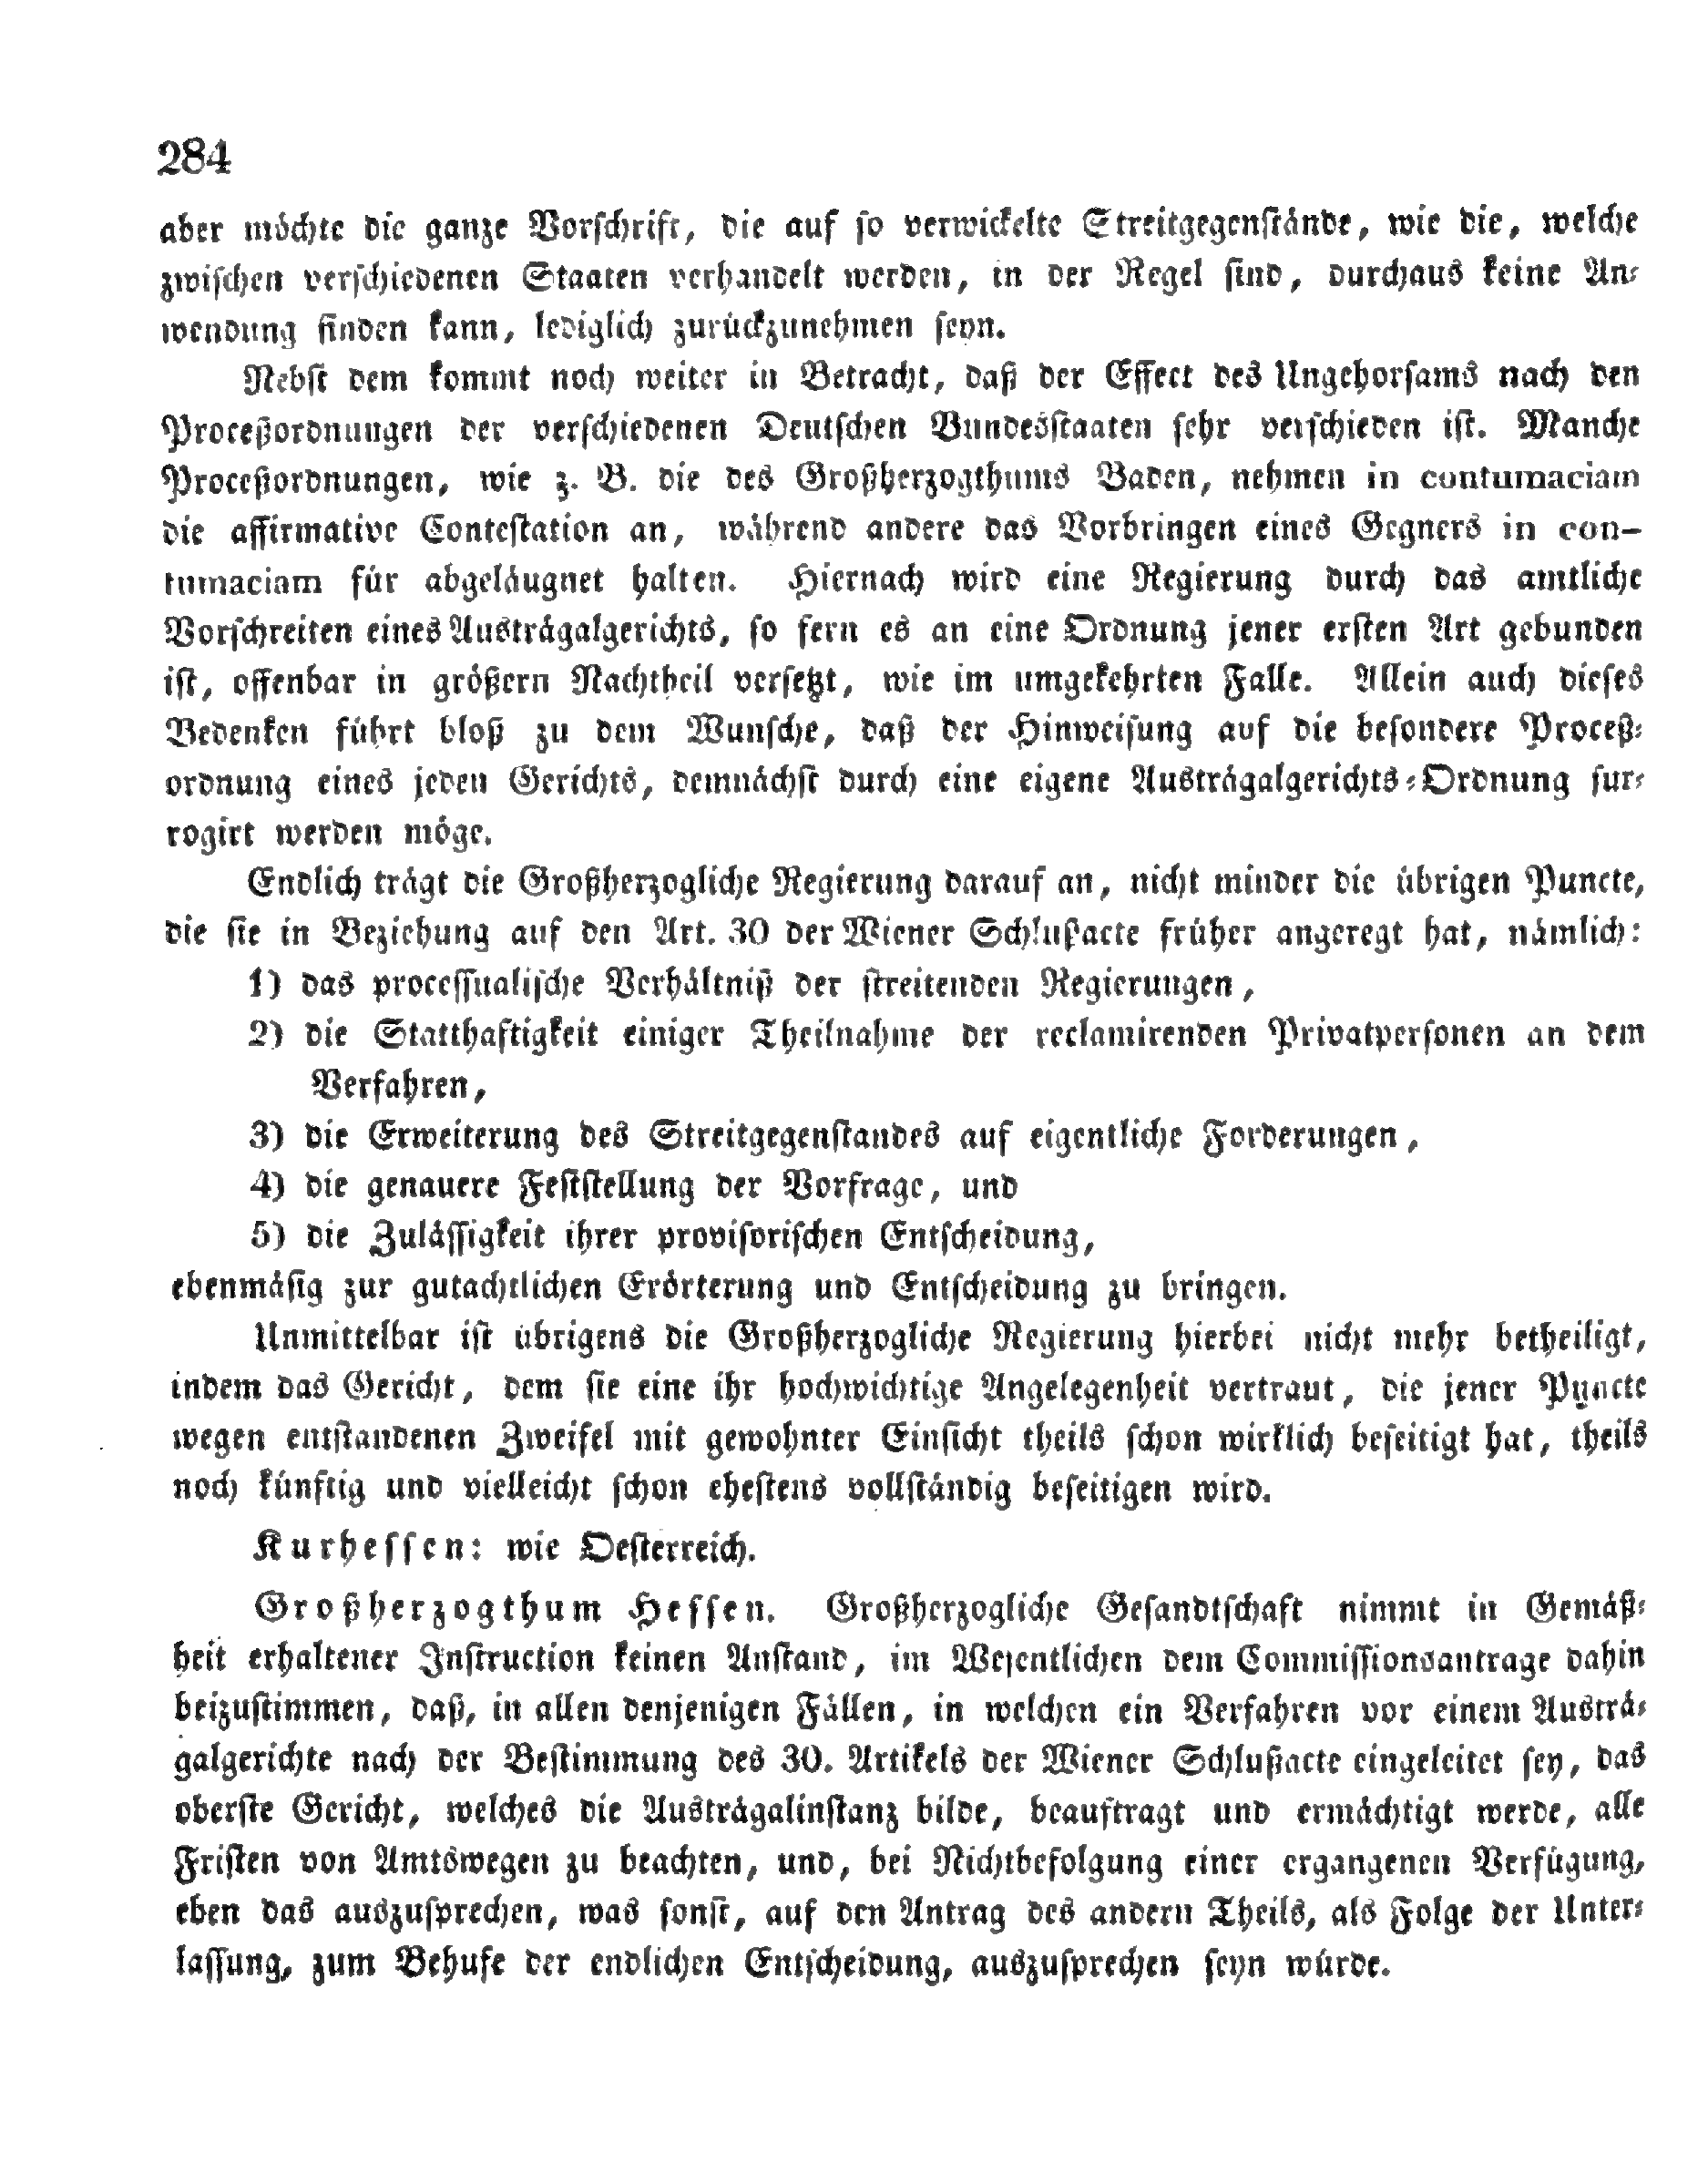 284
aber möchte die ganze Vorschrift, die auf so verwickelte Streitgegenstände, wie die, welche
zwischen verschiedenen Staaten verhandelt werden, in der Regel sind, durchaus keine An-
wendung finden kann, lediglich zurückzunehmen seyn.
Nebst dem kommt noch weiter in Betracht, daß der Effect des Ungehorsams nach den
Proceßordnungen der verschiedenen Deutschen Bundesstaaten sehr verschieden ist. Manche
Proceßordnungen, wie z. B. die des Großherzogthums Baden, nehmen in contumaciam
die affirmative Contestation an, während andere das Vorbringen eines Gegners in con-
tumaciam für abgeläugnet halten. Hiernach wird eine Regierung durch das amtliche
Vorschreiten eines Austrägalgerichts, so fern es an eine Ordnung jener ersten Art gebunden
ist, offenbar in größern Nachtheil versetzt, wie im umgekehrten Falle. Allein auch dieses
Bedenken führt bloß zu dem Wunsche, daß der Hinweisung auf die besondere Proceß-
ordnung eines jeden Gerichts, demnächst durch eine eigene Austrägalgerichts-Ordnung sur-
rogirt werden möge.
Endlich trägt die Großherzogliche Regierung darauf an, nicht minder die übrigen Puncte,
die sie in Beziehung auf den Art. 30 der Wiener Schlußacte früher angeregt hat, nämlich:
1) das processualische Verhältniß der streitenden Regierungen,
2) die Statthaftigkeit einiger Theilnahme der reclamirenden Privatpersonen an dem
Verfahren,
3) die Erweiterung des Streitgegenstandes auf eigentliche Forderungen,
4) die genauere Feststellung der Vorfrage, und
5) die Zulässigkeit ihrer provisorischen Entscheidung,
ebenmäsig zur gutachtlichen Erörterung und Entscheidung zu bringen.
Unmittelbar ist übrigens die Großherzogliche Regierung hierbei nicht mehr betheiligt,
indem das Gericht, dem sie eine ihr hochwichtige Angelegenheit vertraut, die jener Puncte
wegen entstandenen Zweifel mit gewohnter Einsicht theils schon wirklich beseitigt hat, theils
noch künftig und vielleicht schon ehestens vollständig beseitigen wird.
Kurhessen: wie Oesterreich.
Großherzogthum Hessen. Großherzogliche Gesandtschaft nimmt in Gemäß-
heit erhaltener Instruction keinen Anstand, im Wesentlichen dem Commissionsantrage dahin
beizustimmen, daß, in allen denjenigen Fällen, in welchen ein Verfahren vor einem Austrä-
galgerichte nach der Bestimmung des 30. Artikels der Wiener Schlußacte eingeleitet sey, das
oberste Gericht, welches die Austrägalinstanz bilde, beauftragt und ermächtigt werde, alle
Fristen von Amtswegen zu beachten, und, bei Nichtbefolgung einer ergangenen Verfügung,
eben das auszusprechen, was sonst, auf den Antrag des andern Theils, als Folge der Unter-
lassung, zum Behufe der endlichen Entscheidung, auszusprechen seyn würde.